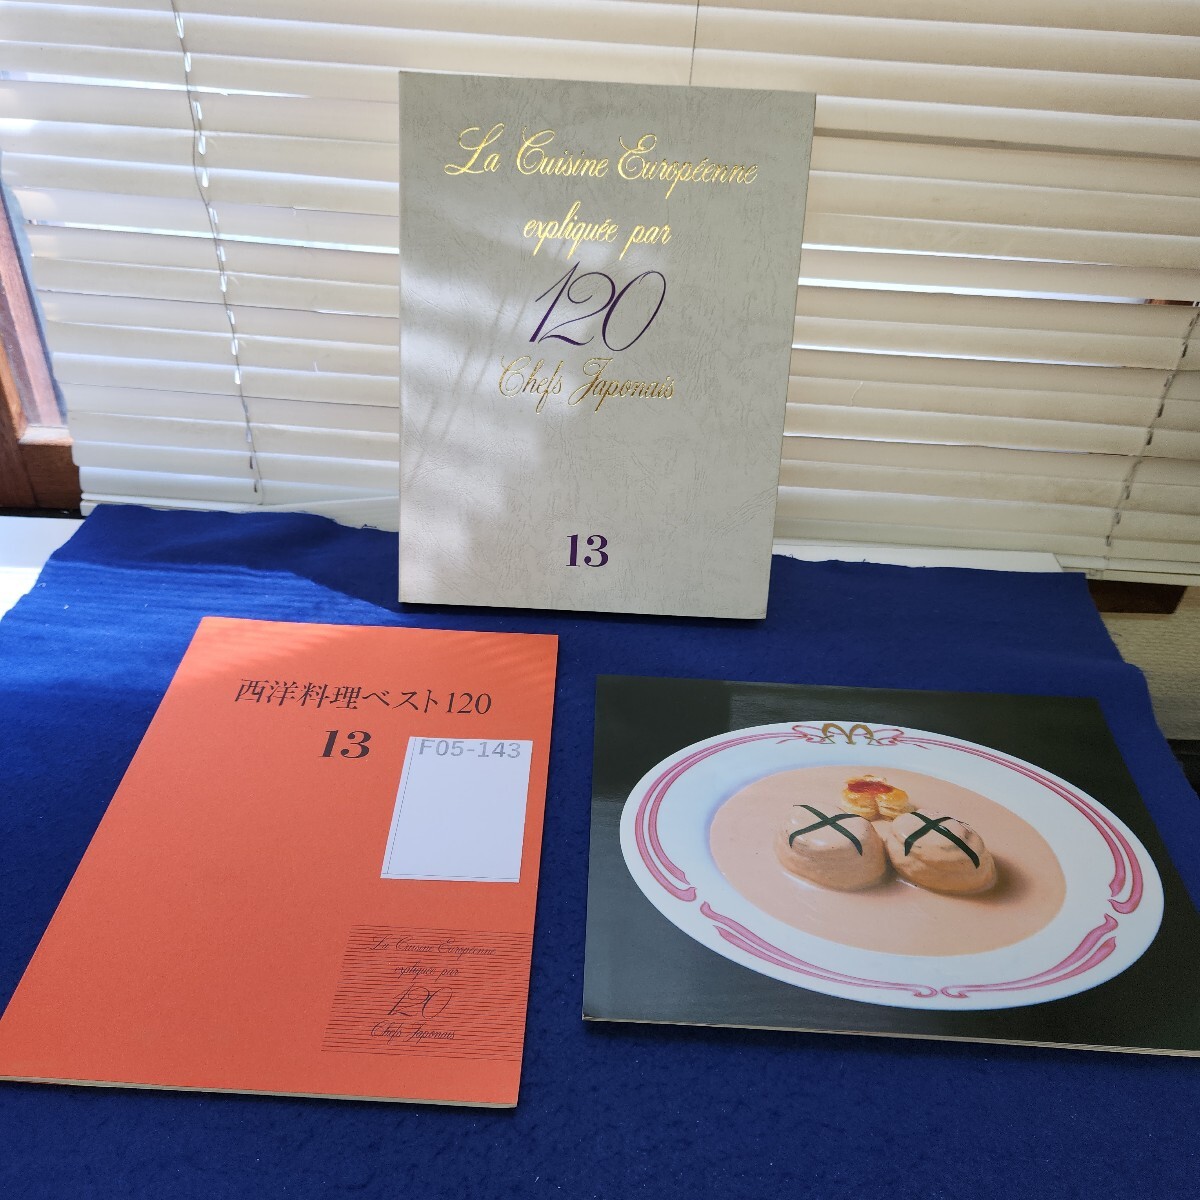 La Cuisine Européenne
expliquée par
120
Chefs Japonais
13
西洋料理ベスト120
13
F05-143
La Cuisine Européenne
expliquée par
120
Chefs Japonais